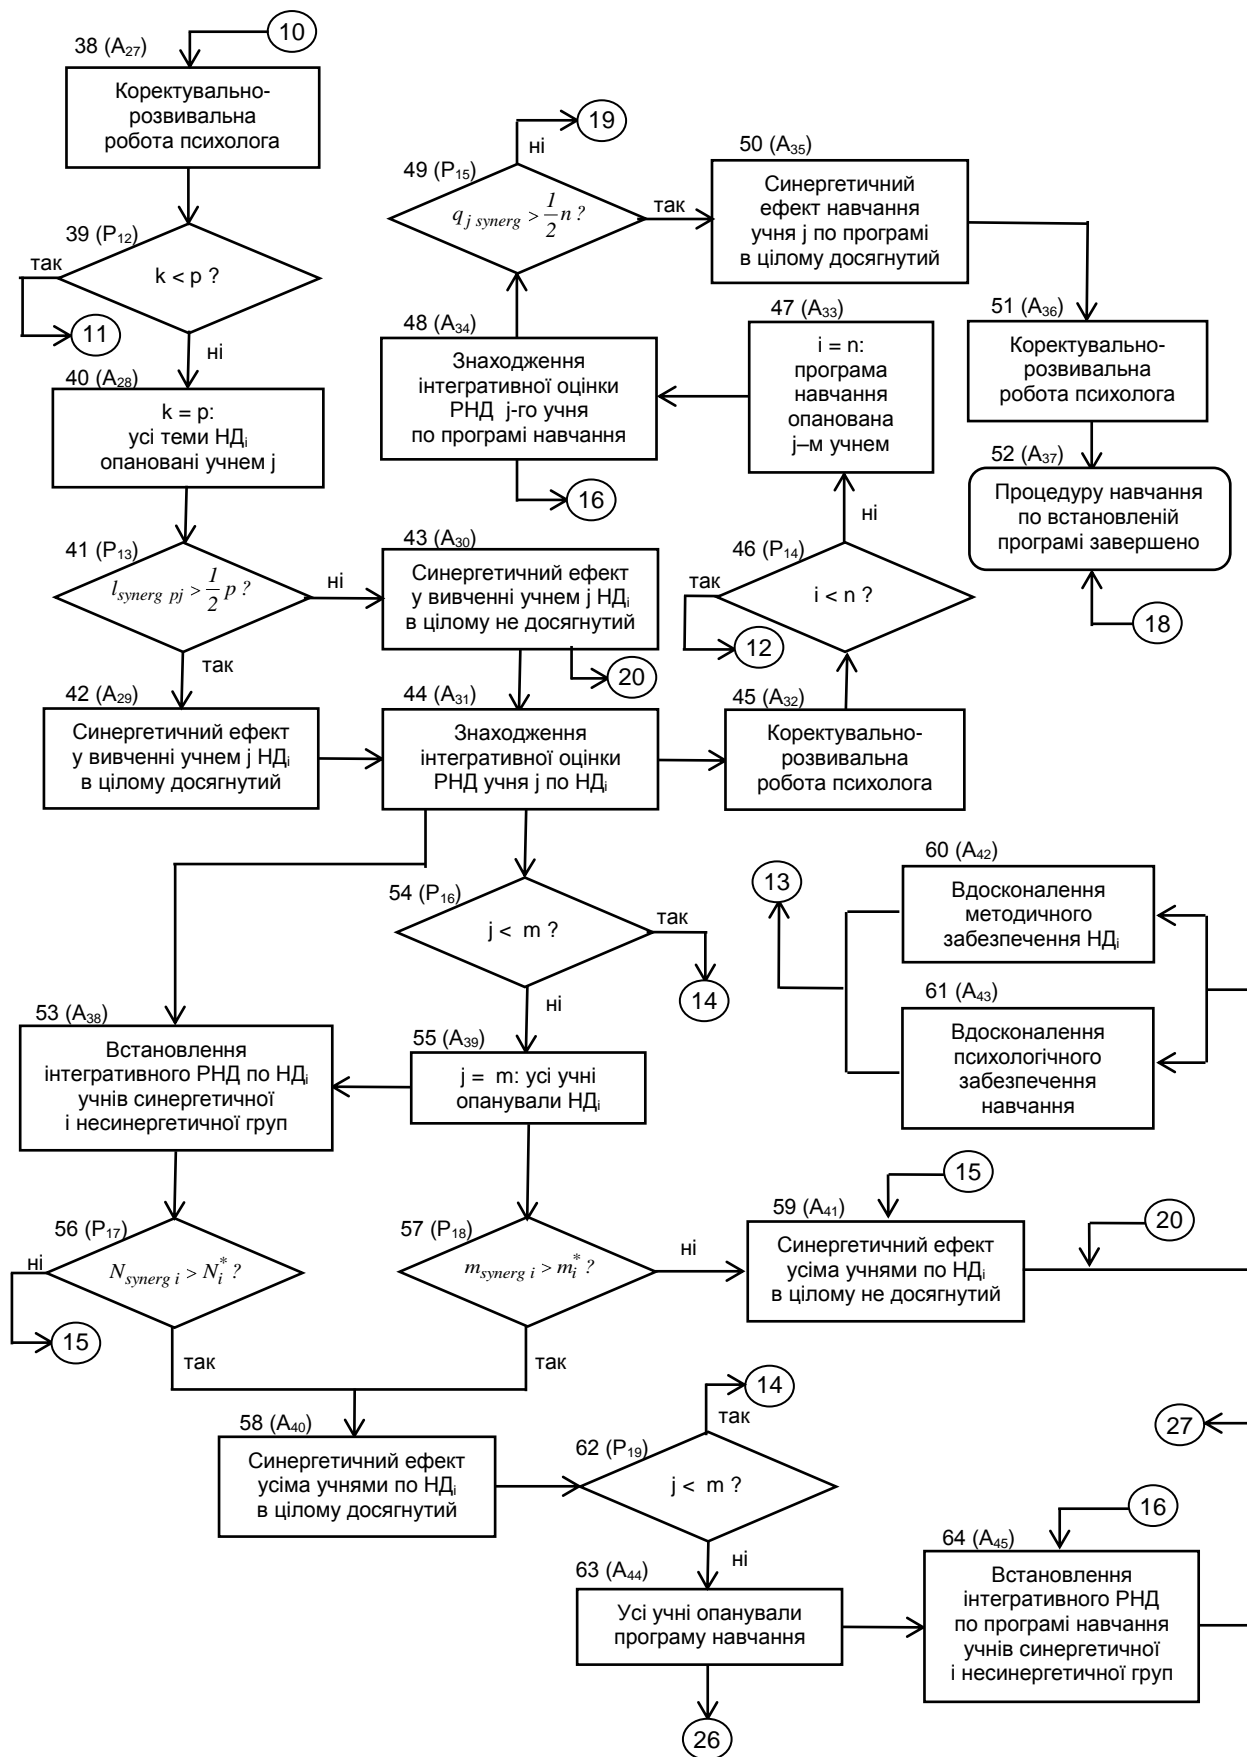 10
38 (A27)
Коректувально-
розвивальна
робота психолога
39 (P12)
так
k < p ?
11
ні
40 (A28)
k = p:
усі теми НДi
опановані учнем j
41 (P13)
l synerg pj > 1/2 p ?
ні
так
42 (A29)
Синергетичний ефект
у вивченні учнем j НДi
в цілому досягнутий
43 (A30)
Синергетичний ефект
у вивченні учнем j НДi
в цілому не досягнутий
20
44 (A31)
Знаходження
інтегративної оцінки
РНД учня j по НДi
45 (A32)
Коректувально-
розвивальна
робота психолога
46 (P14)
так
i < n ?
12
ні
47 (A33)
i = n:
програма
навчання
опанована
j–м учнем
48 (A34)
Знаходження
інтегративної оцінки
РНД j-го учня
по програмі навчання
16
49 (P15)
q j synerg > 1/2 n ?
ні
19
так
50 (A35)
Синергетичний
ефект навчання
учня j по програмі
в цілому досягнутий
51 (A36)
Коректувально-
розвивальна
робота психолога
52 (A37)
Процедуру навчання
по встановленій
програмі завершено
18
53 (A38)
Встановлення
інтегративного РНД по НДi
учнів синергетичної
і несинергетичної груп
54 (P16)
j < m ?
так
14
ні
55 (A39)
j = m: усі учні
опанували НДi
56 (P17)
ні
N synerg i > N*i ?
15
так
57 (P18)
m synerg i > m*i ?
ні
так
58 (A40)
Синергетичний ефект
усіма учнями по НДi
в цілому досягнутий
15
59 (A41)
Синергетичний ефект
усіма учнями по НДi
в цілому не досягнутий
20
60 (A42)
Вдосконалення
методичного
забезпечення НДi
13
61 (A43)
Вдосконалення
психологічного
забезпечення
навчання
62 (P19)
j < m ?
так
14
ні
63 (A44)
Усі учні опанували
програму навчання
26
27
16
64 (A45)
Встановлення
інтегративного РНД
по програмі навчання
учнів синергетичної
і несинергетичної груп